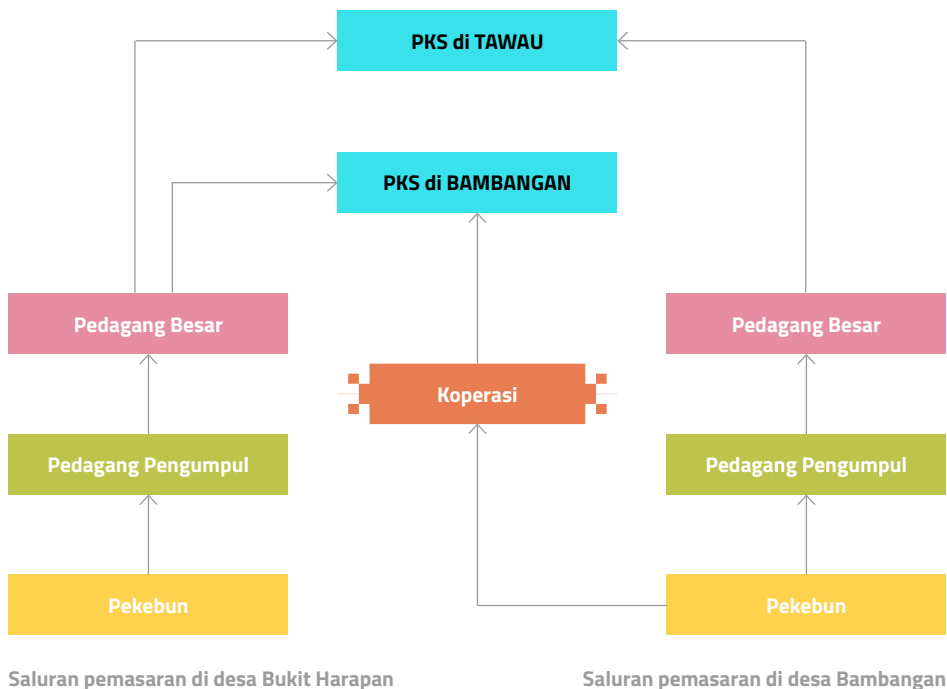 PKS di TAWAU
PKS di BAMBANGAN
Pedagang Besar
Pedagang Besar
Koperasi
Pedagang Pengumpul
Pedagang Pengumpul
Pekebun
Pekebun
Saluran pemasaran di desa Bukit Harapan
Saluran pemasaran di desa Bambangan